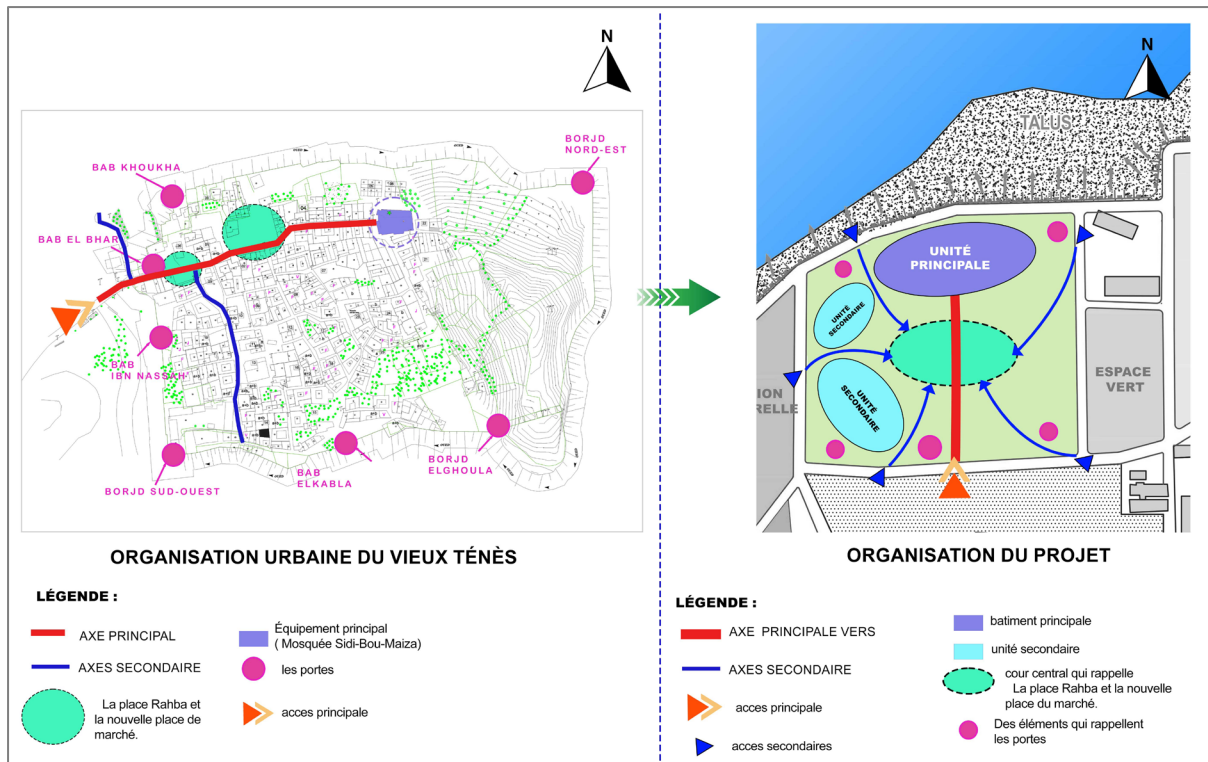 N
BORJD
NORD-EST
BAB KHOUKHA
BAB EL BHAR
BAB
IBN NASSAH
BORJD SUD-OUEST
BAB
ELKABLA
BORJD
ELGHOULA
ORGANISATION URBAINE DU VIEUX TÉNÈS
LÉGENDE :
AXE PRINCIPAL
AXES SECONDAIRE
La place Rahba et
la nouvelle place de
marché.
Équipement principal
( Mosquée Sidi-Bou-Maiza)
les portes
acces principale
N
TALUS
UNITÉ
PRINCIPALE
UNITÉ
SECONDAIRE
UNITÉ
SECONDAIRE
ION
RELLE
ESPACE
VERT
ORGANISATION DU PROJET
LÉGENDE :
AXE PRINCIPALE VERS
AXES SECONDAIRE
acces principale
acces secondaires
batiment principale
unité secondaire
cour central qui rappelle
La place Rahba et la nouvelle
place du marché.
Des éléments qui rappellent
les portes